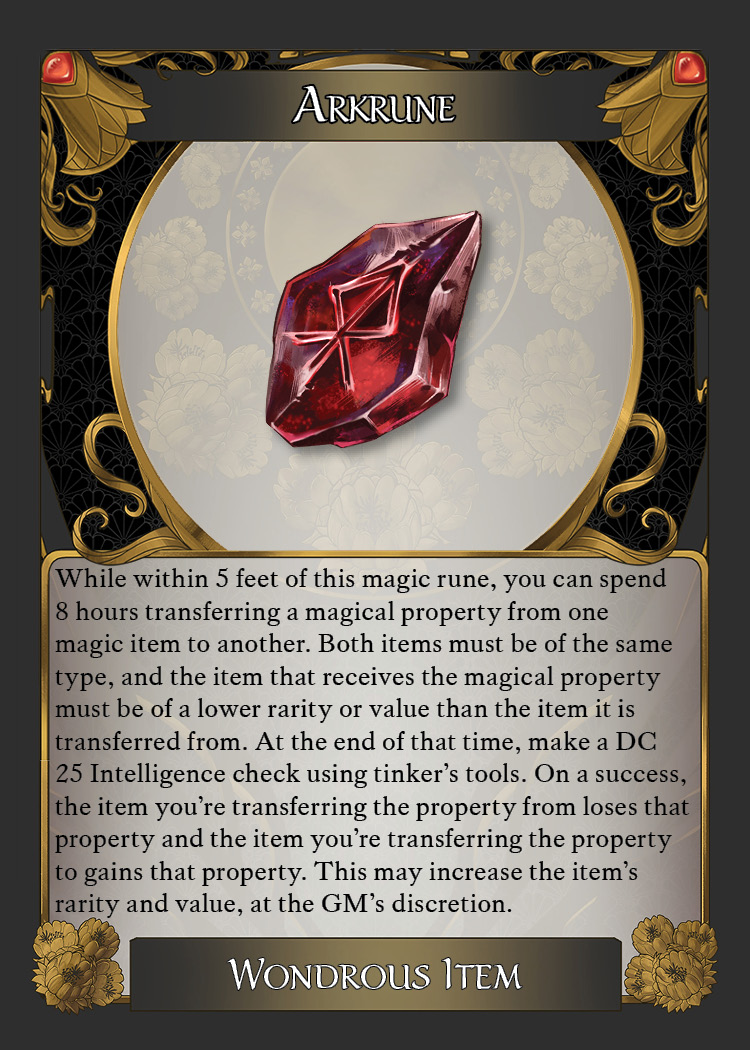 Arkrune
While within 5 feet of this magic rune, you can spend
8 hours transferring a magical property from one
magic item to another. Both items must be of the same
type, and the item that receives the magical property
must be of a lower rarity or value than the item it is
transferred from. At the end of that time, make a DC
25 Intelligence check using tinker’s tools. On a success,
the item you’re transferring the property from loses that
property and the item you’re transferring the property
to gains that property. This may increase the item’s
rarity and value, at the GM’s discretion.
Wondrous Item